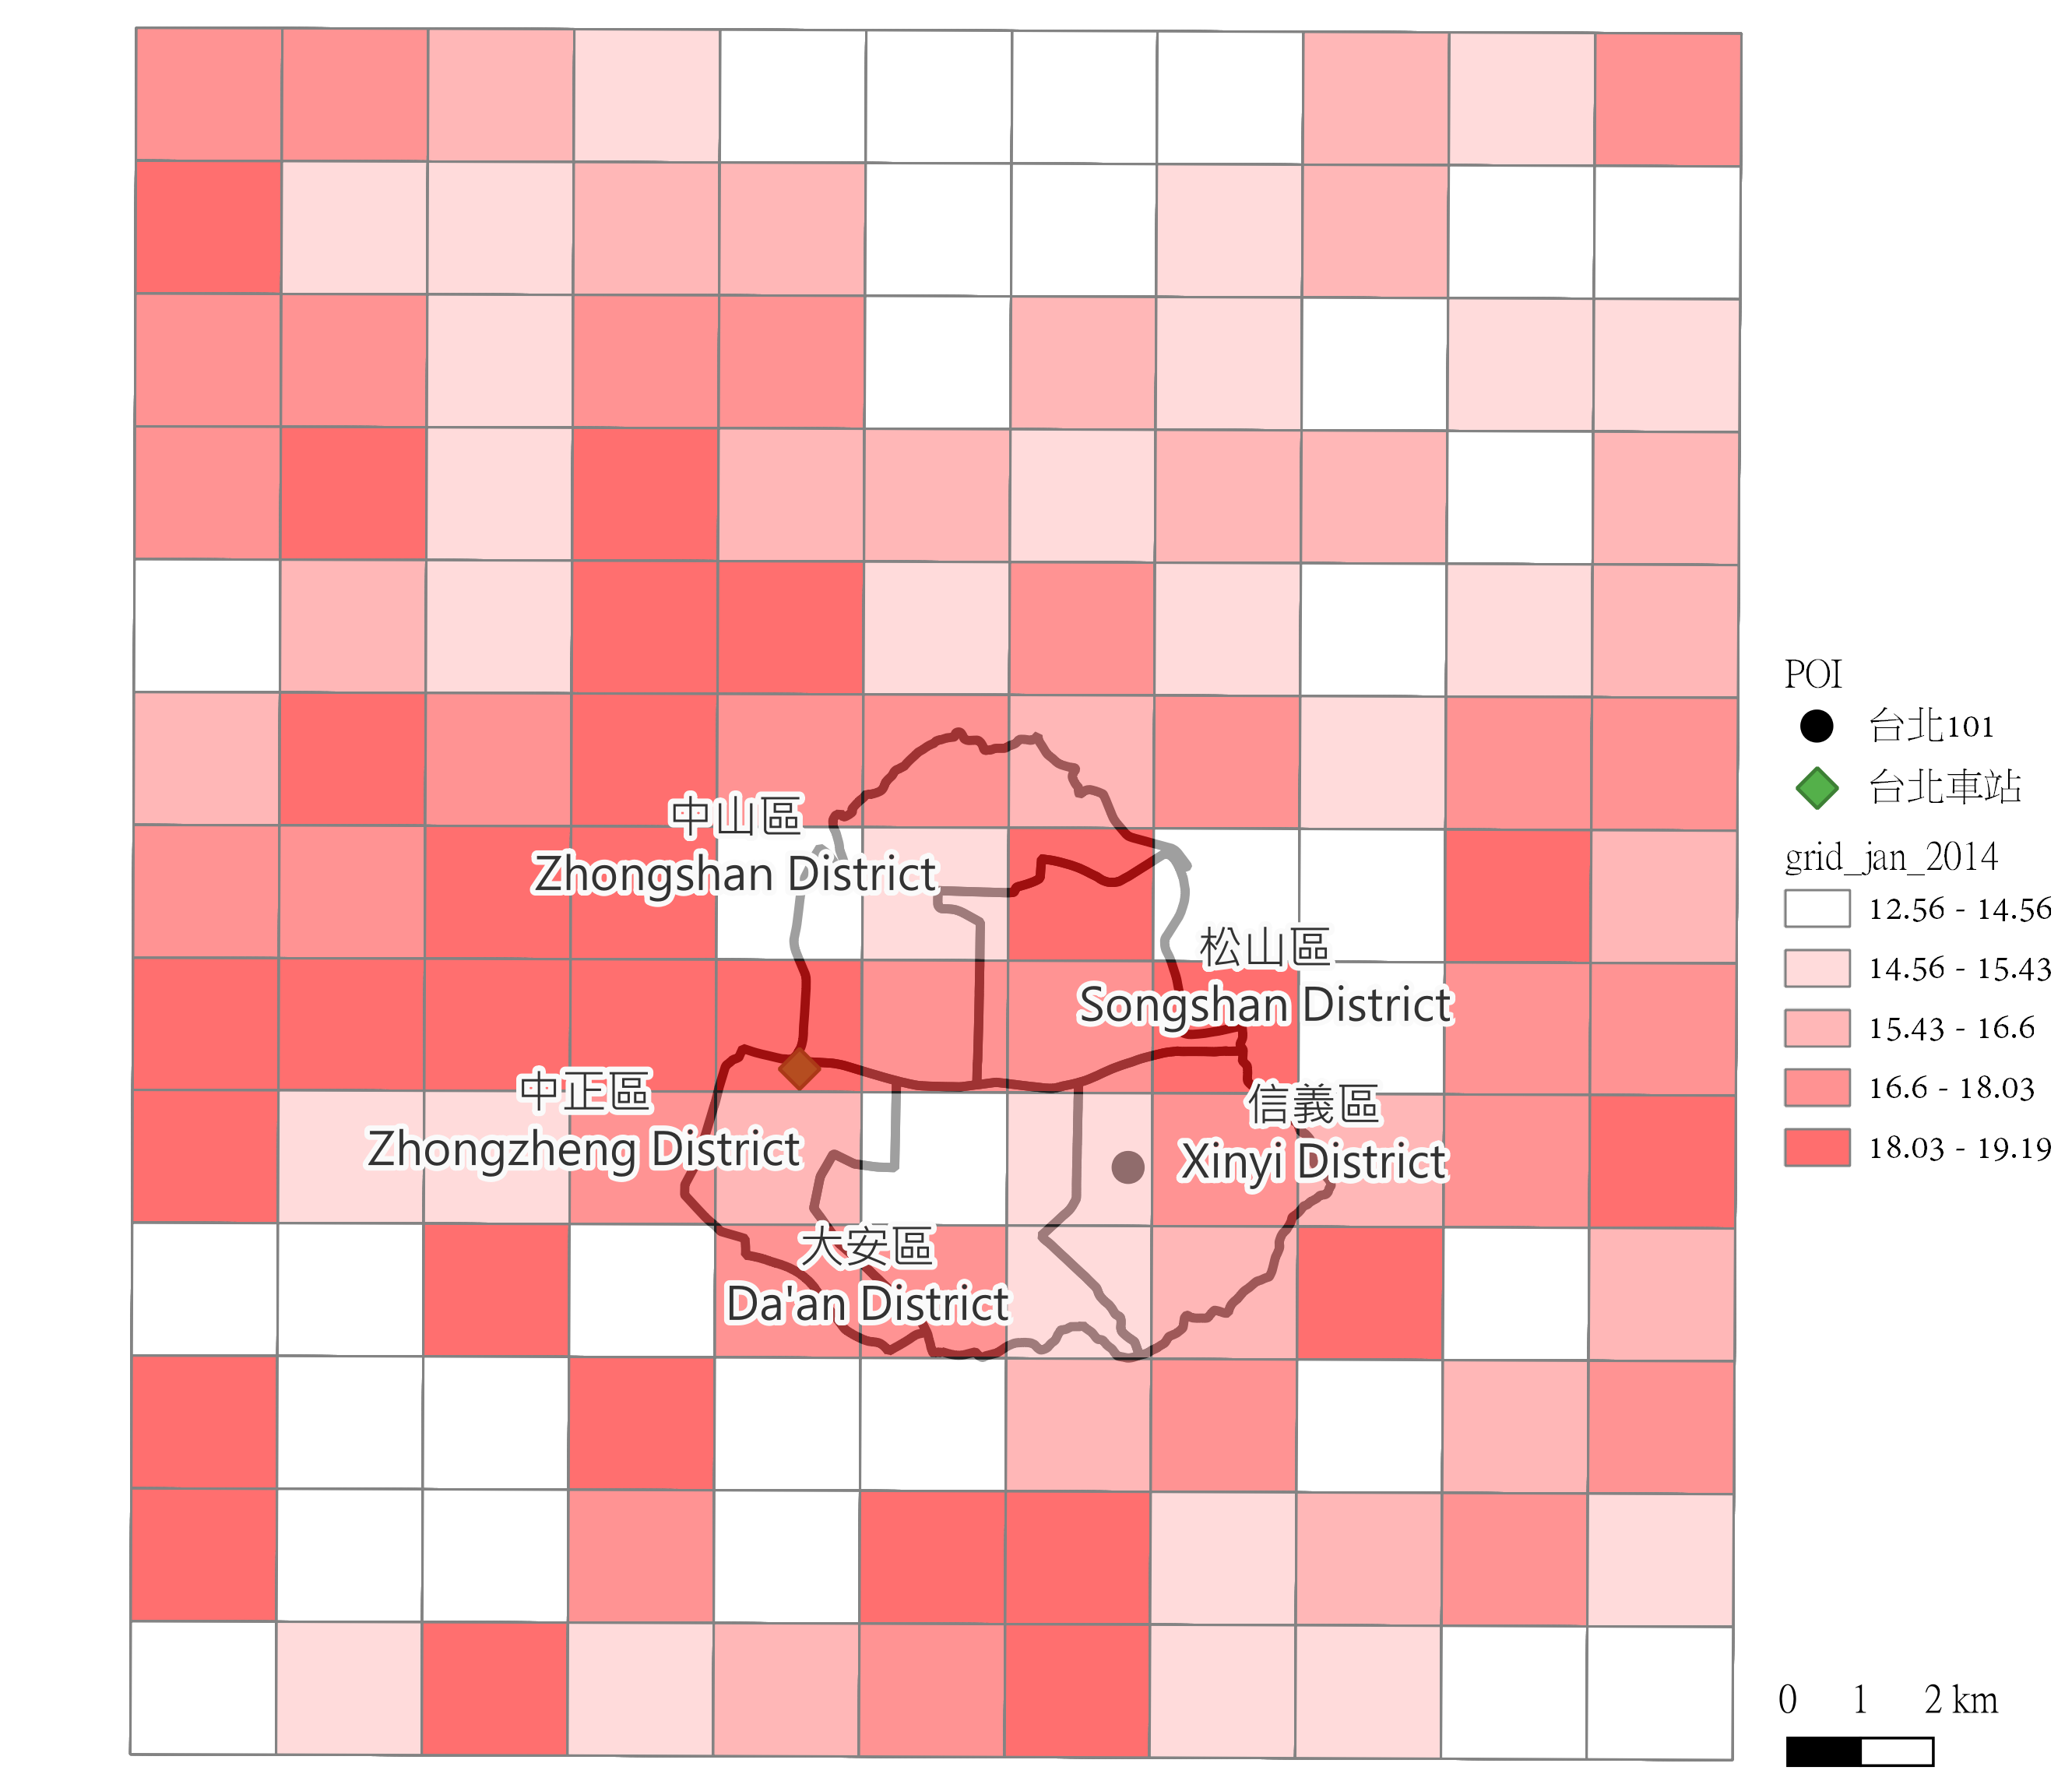 中山區
Zhongshan District
松山區
Songshan District
中正區
Zhongzheng District
信義區
Xinyi District
大安區
Da'an District
POI
台北101
台北車站
grid_jan_2014
12.56 - 14.56
14.56 - 15.43
15.43 - 16.6
16.6 - 18.03
18.03 - 19.19
0 1 2 km